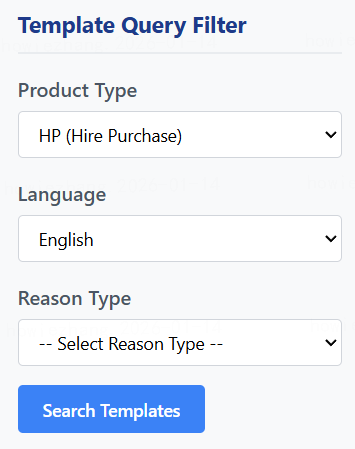 Template Query Filter
Product Type
HP (Hire Purchase)
Language
English
Reason Type
-- Select Reason Type --
Search Templates